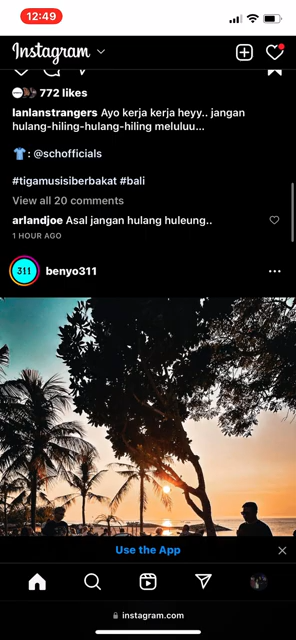 12:49
Instagram
772 likes
lanlanstrangers Ayo kerja kerja heyy.. jangan
hulang-hiling-hulang-hiling meluluu...
👕: @schofficials
#tigamusisiberbakat #bali
View all 20 comments
arlandjoe Asal jangan hulang huleung..
1 HOUR AGO
311
benyo311
Use the App
instagram.com